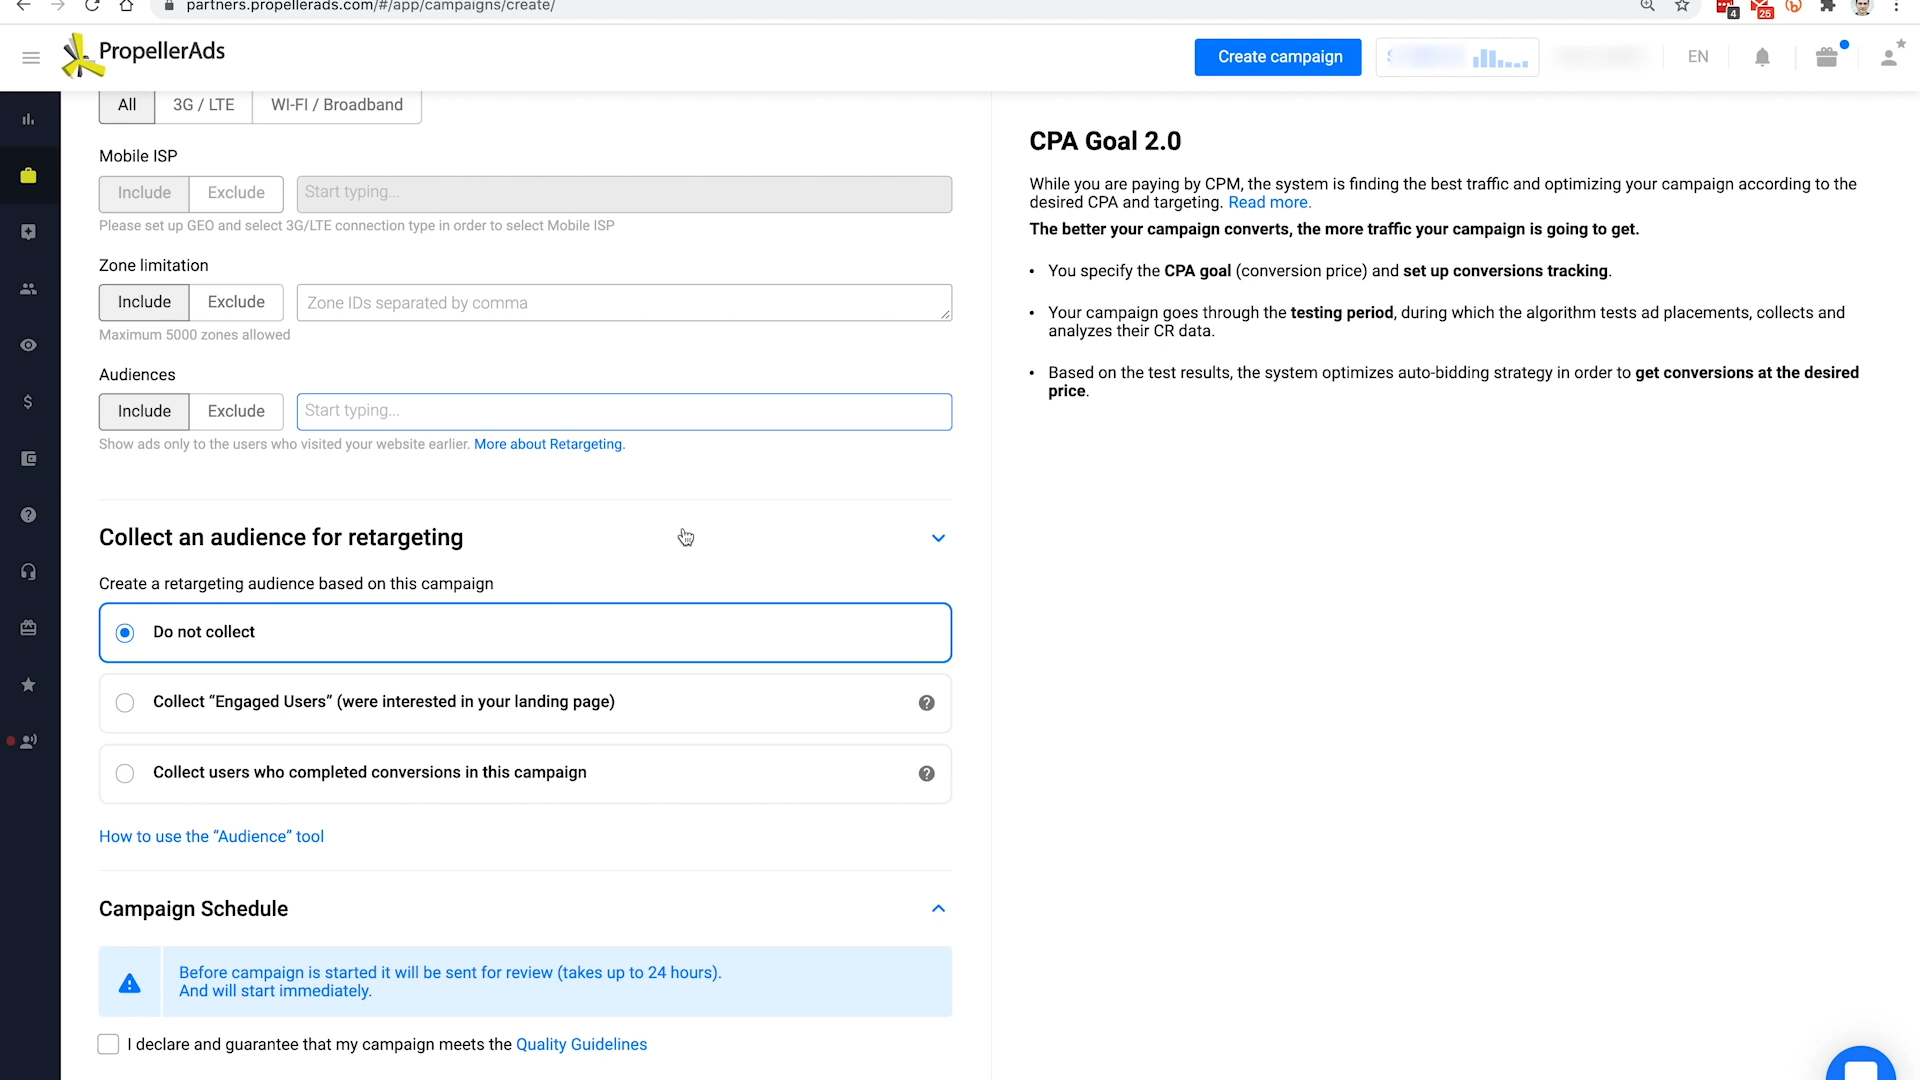 partners.propellerads.com/#/app/campaigns/create/
4
25
PropellerAds
Create campaign
EN
All
3G / LTE
WI-FI / Broadband
Mobile ISP
Include
Exclude
Start typing...
Please set up GEO and select 3G/LTE connection type in order to select Mobile ISP
Zone limitation
Include
Exclude
Zone IDs separated by comma
Maximum 5000 zones allowed
Audiences
Include
Exclude
Start typing...
Show ads only to the users who visited your website earlier. More about Retargeting.
Collect an audience for retargeting
Create a retargeting audience based on this campaign
Do not collect
Collect “Engaged Users” (were interested in your landing page)
Collect users who completed conversions in this campaign
How to use the “Audience” tool
Campaign Schedule
Before campaign is started it will be sent for review (takes up to 24 hours).
And will start immediately.
I declare and guarantee that my campaign meets the Quality Guidelines
CPA Goal 2.0
While you are paying by CPM, the system is finding the best traffic and optimizing your campaign according to the
desired CPA and targeting. Read more.
The better your campaign converts, the more traffic your campaign is going to get.
• You specify the CPA goal (conversion price) and set up conversions tracking.
• Your campaign goes through the testing period, during which the algorithm tests ad placements, collects and
analyzes their CR data.
• Based on the test results, the system optimizes auto-bidding strategy in order to get conversions at the desired
price.